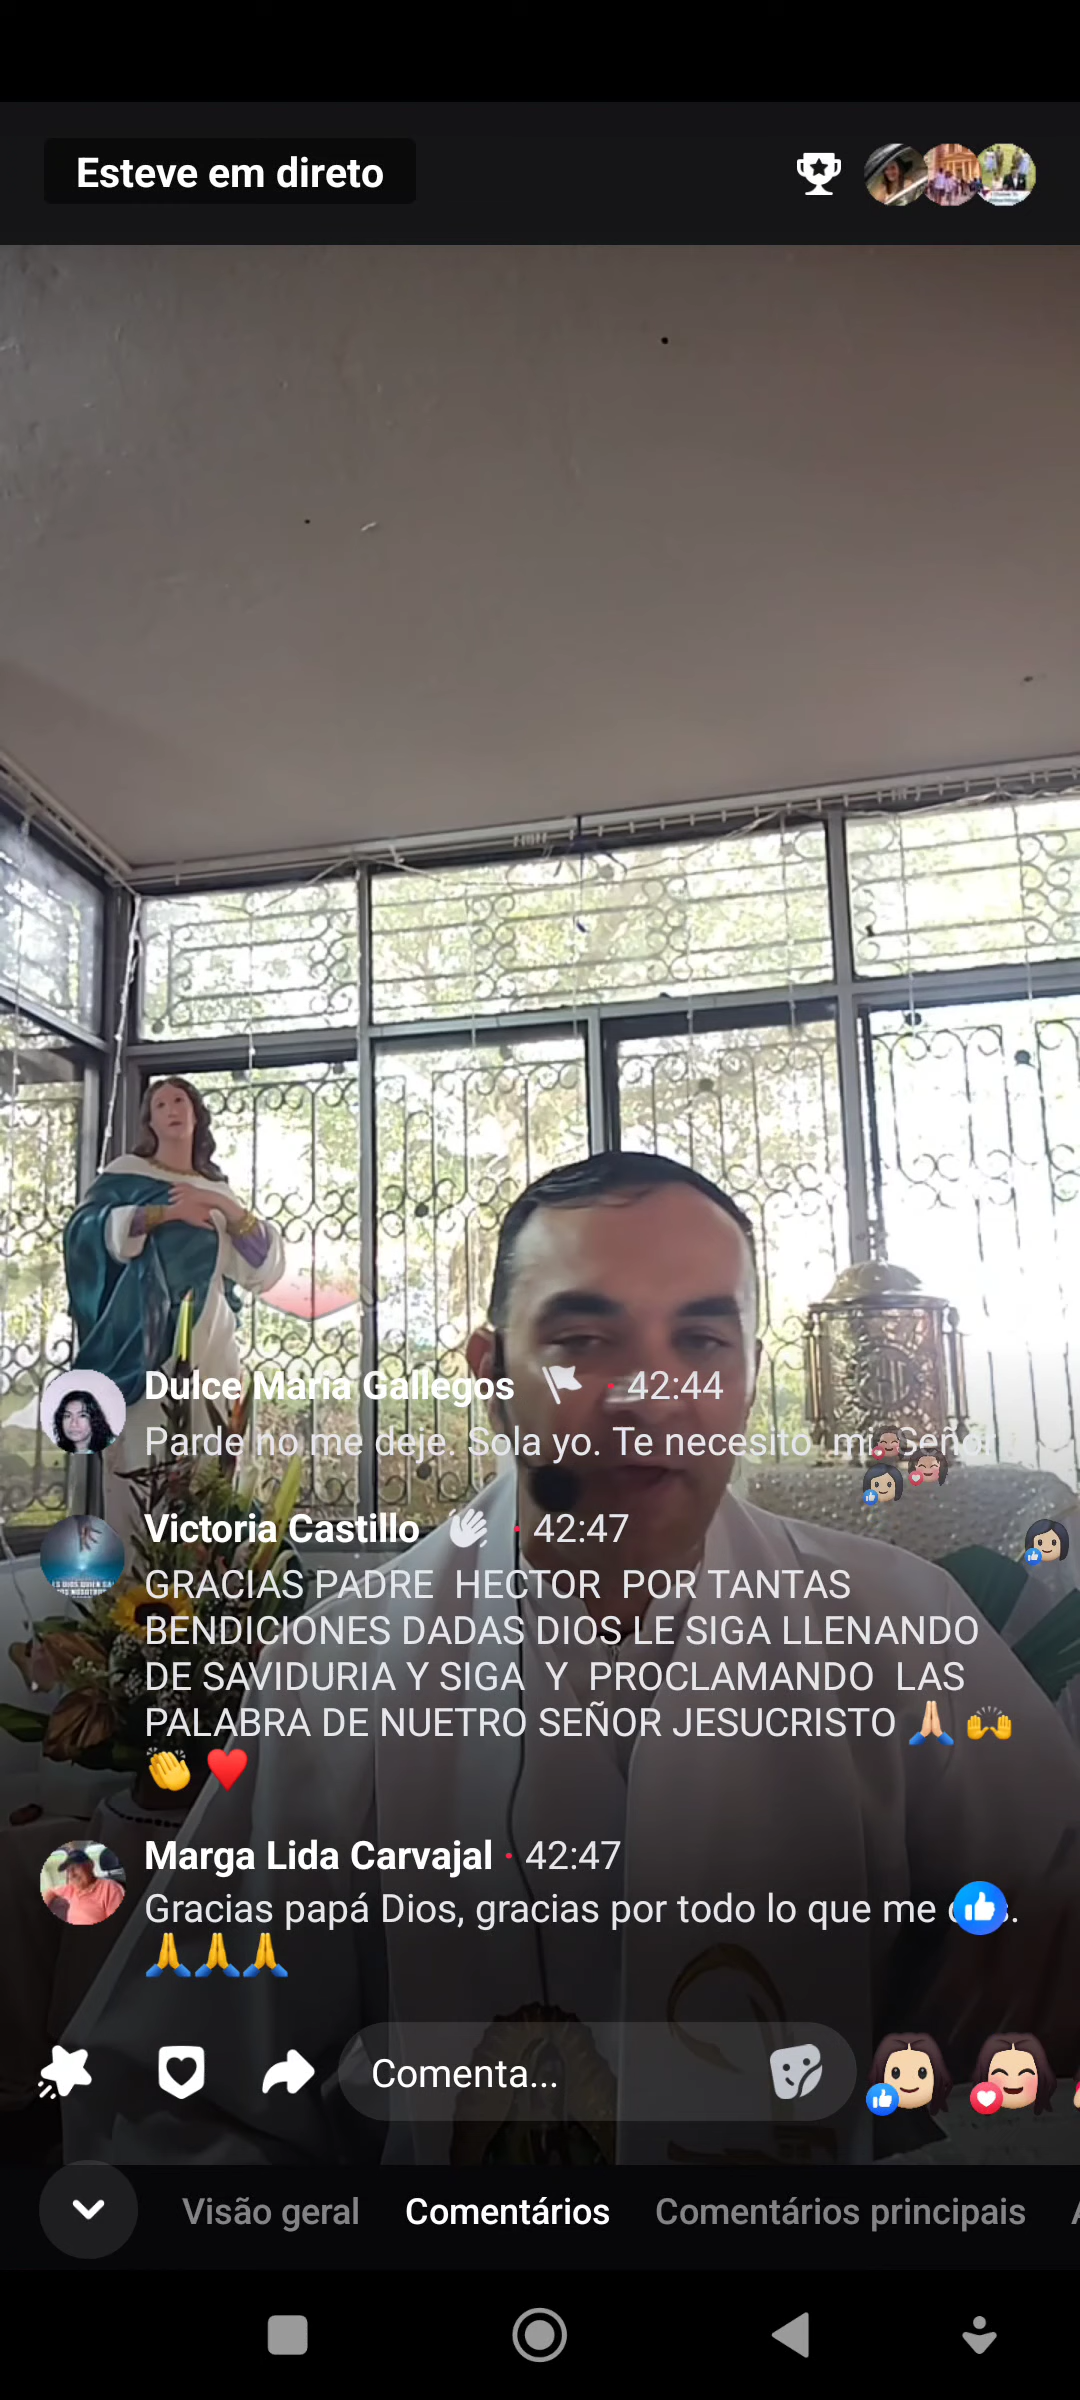 Esteve em direto
Dulce Maria Gallegos · 42:44
Parde no me deje. Sola yo. Te necesito mi Señor
Victoria Castillo · 42:47
GRACIAS PADRE HECTOR POR TANTAS
BENDICIONES DADAS DIOS LE SIGA LLENANDO
DE SAVIDURIA Y SIGA Y PROCLAMANDO LAS
PALABRA DE NUETRO SEÑOR JESUCRISTO 🙏🏻 🙌
👏 ♥️
Marga Lida Carvajal · 42:47
Gracias papá Dios, gracias por todo lo que me
🙏🙏🙏
Comenta...
Visão geral Comentários Comentários principais